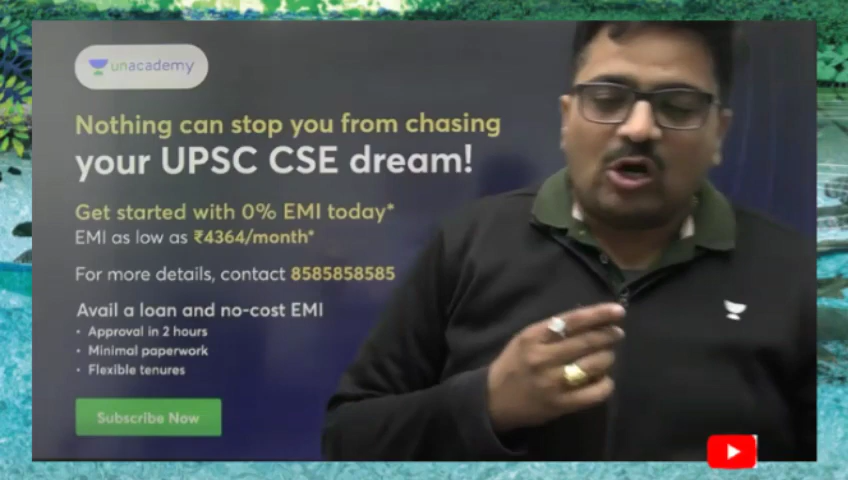 unacademy
Nothing can stop you from chasing
your UPSC CSE dream!
Get started with 0% EMI today*
EMI as low as ₹4364/month*
For more details, contact 8585858585
Avail a loan and no-cost EMI
• Approval in 2 hours
• Minimal paperwork
• Flexible tenures
Subscribe Now